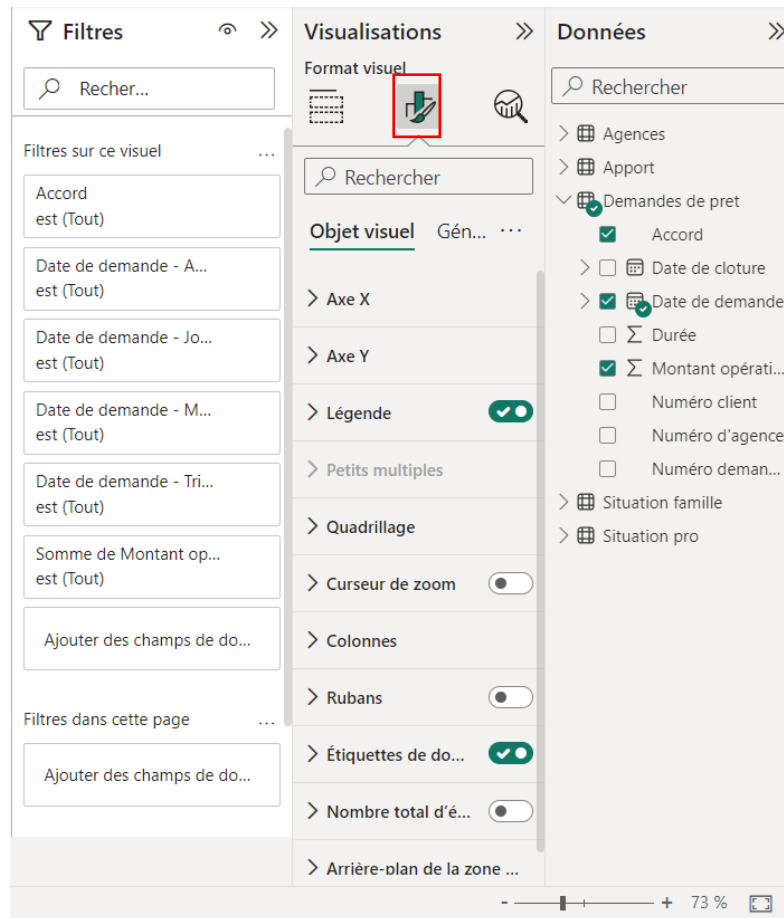 Filtres
Recher...
Filtres sur ce visuel
...
Accord
est (Tout)
Date de demande - A...
est (Tout)
Date de demande - Jo...
est (Tout)
Date de demande - M...
est (Tout)
Date de demande - Tri...
est (Tout)
Somme de Montant op...
est (Tout)
Ajouter des champs de do...
Filtres dans cette page
...
Ajouter des champs de do...
Visualisations
Format visuel
Rechercher
Objet visuel Gén... ...
Axe X
Axe Y
Légende
Petits multiples
Quadrillage
Curseur de zoom
Colonnes
Rubans
Étiquettes de do...
Nombre total d'é...
Arrière-plan de la zone ...
Données
Rechercher
Agences
Apport
Demandes de pret
Accord
Date de cloture
Date de demande
Durée
Montant opérati...
Numéro client
Numéro d'agence
Numéro deman...
Situation famille
Situation pro
- + 73 %